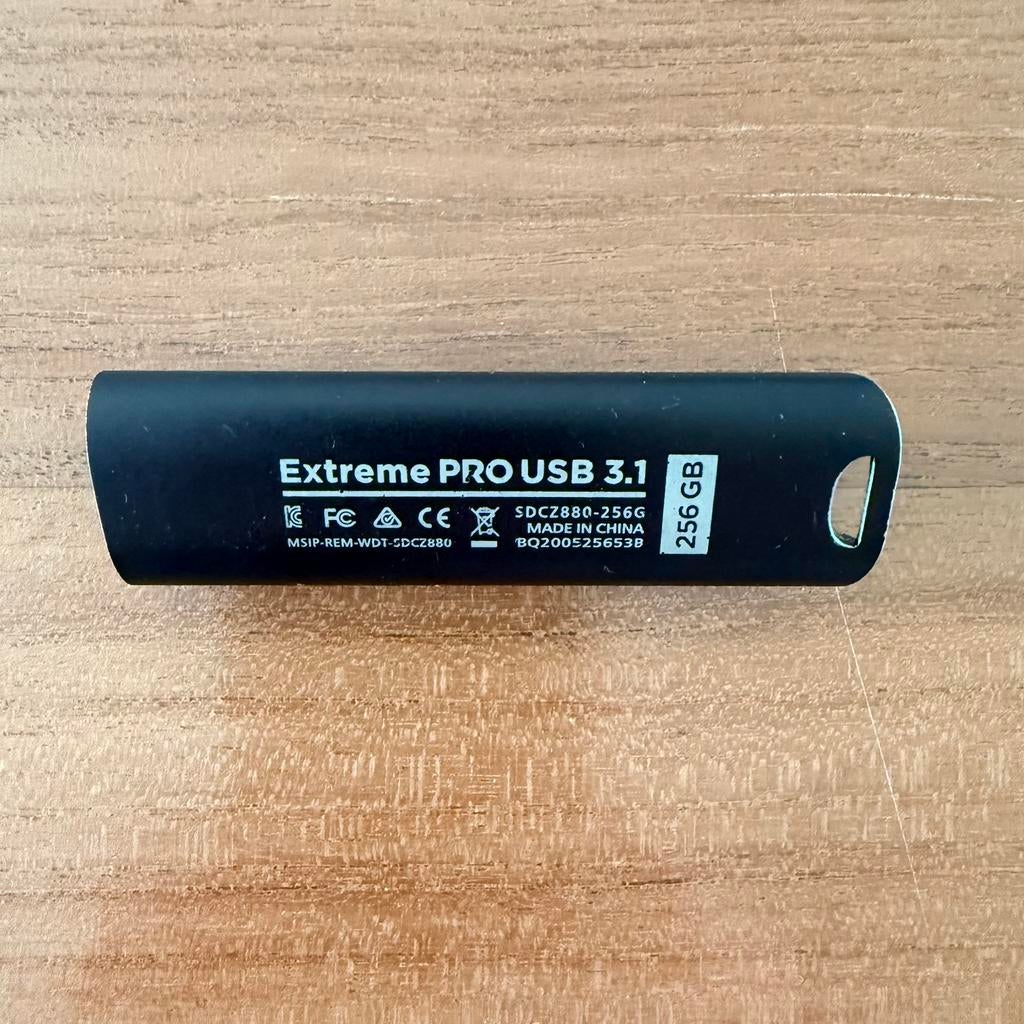 Extreme PRO USB 3.1
FC CE
MSIP-REM-WDT-SDCZ880
SDCZ880-256G
MADE IN CHINA
BQ200525653B
256 GB